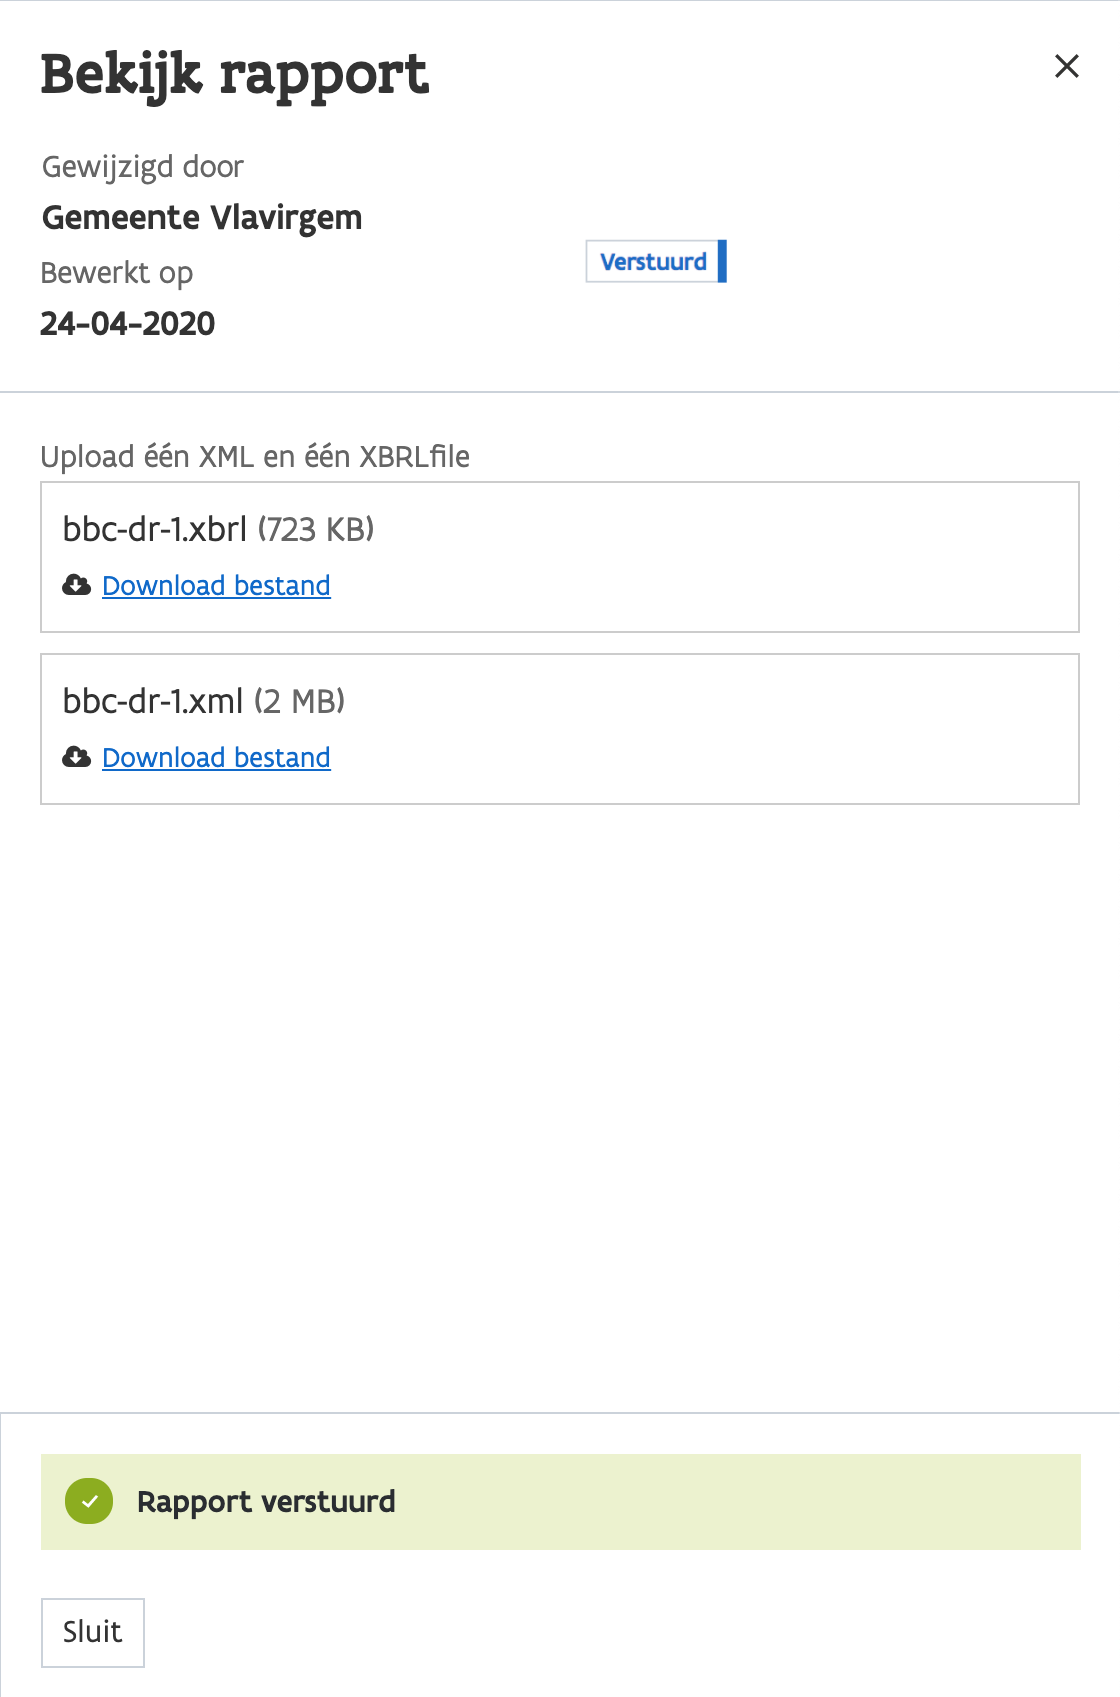 Bekijk rapport
Gewijzigd door
Gemeente Vlavirgem
Verstuurd
Bewerkt op
24-04-2020
Upload één XML en één XBRLfile
bbc-dr-1.xbrl (723 KB)
Download bestand
bbc-dr-1.xml (2 MB)
Download bestand
Rapport verstuurd
Sluit